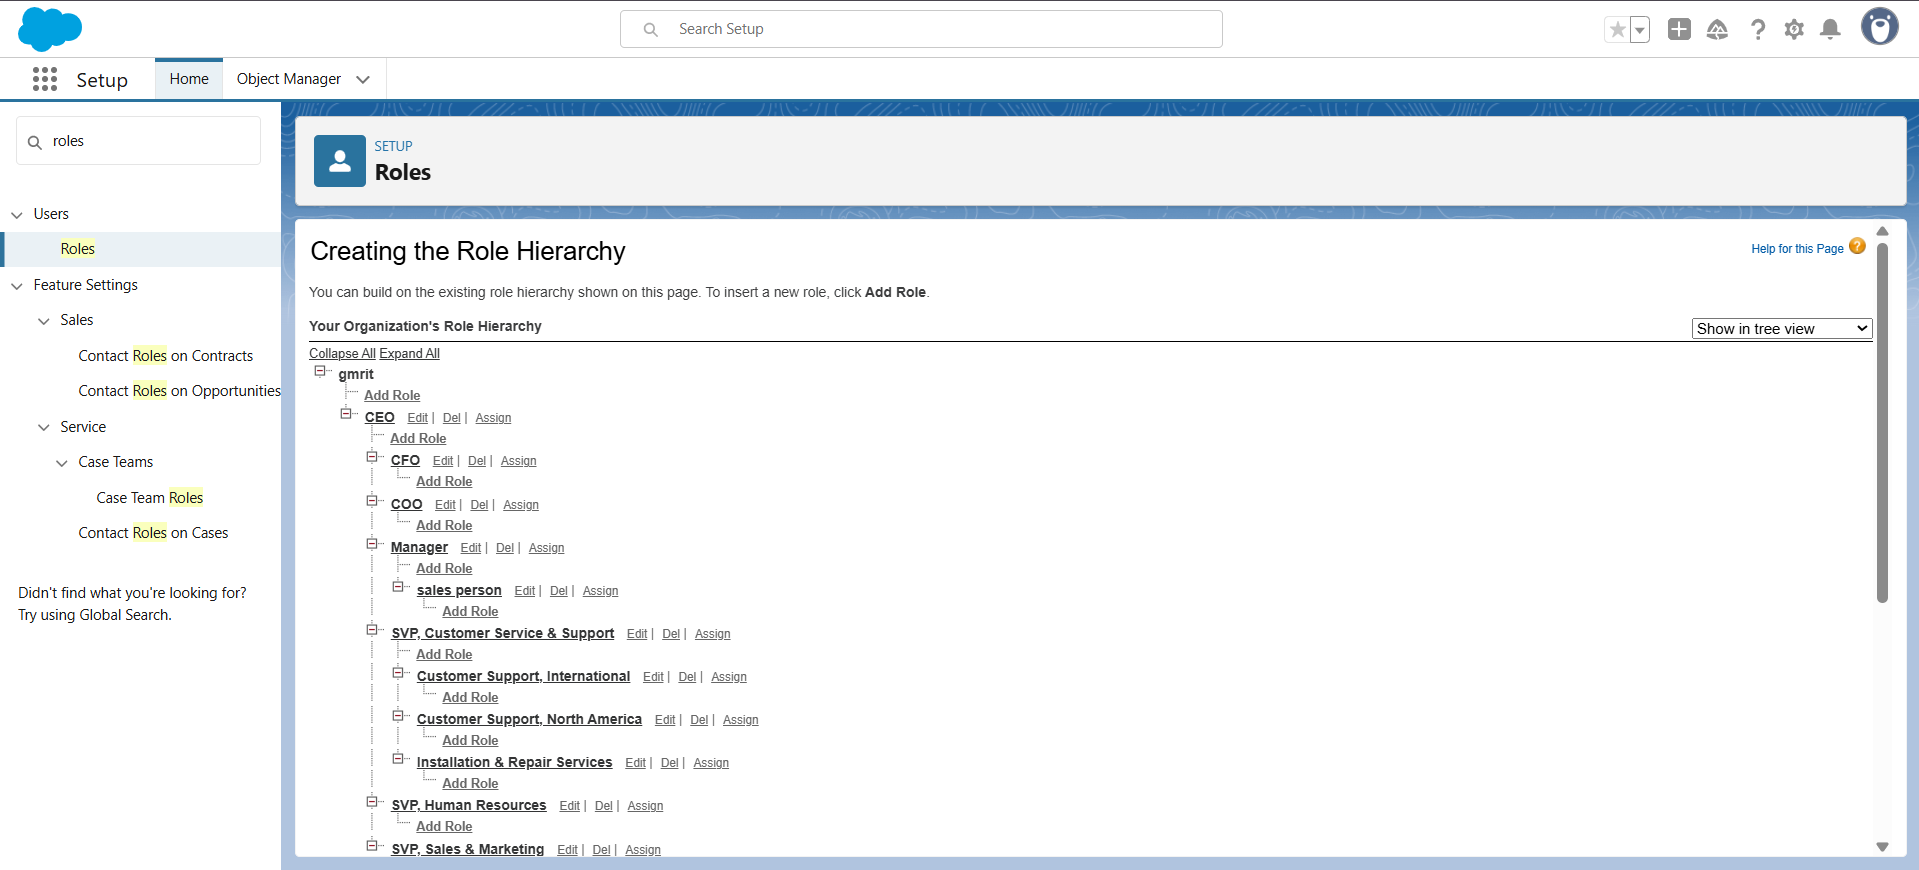 Search Setup
Setup
Home
Object Manager
roles
Users
Roles
Feature Settings
Sales
Contact Roles on Contracts
Contact Roles on Opportunities
Service
Case Teams
Case Team Roles
Contact Roles on Cases
Didn't find what you're looking for?
Try using Global Search.
SETUP
Roles
Creating the Role Hierarchy
Help for this Page ?
You can build on the existing role hierarchy shown on this page. To insert a new role, click Add Role.
Your Organization's Role Hierarchy
Show in tree view
Collapse All Expand All
gmrit
Add Role
CEO Edit | Del | Assign
Add Role
CFO Edit | Del | Assign
Add Role
COO Edit | Del | Assign
Add Role
Manager Edit | Del | Assign
Add Role
sales person Edit | Del | Assign
Add Role
SVP, Customer Service & Support Edit | Del | Assign
Add Role
Customer Support, International Edit | Del | Assign
Add Role
Customer Support, North America Edit | Del | Assign
Add Role
Installation & Repair Services Edit | Del | Assign
Add Role
SVP, Human Resources Edit | Del | Assign
Add Role
SVP, Sales & Marketing Edit | Del | Assign